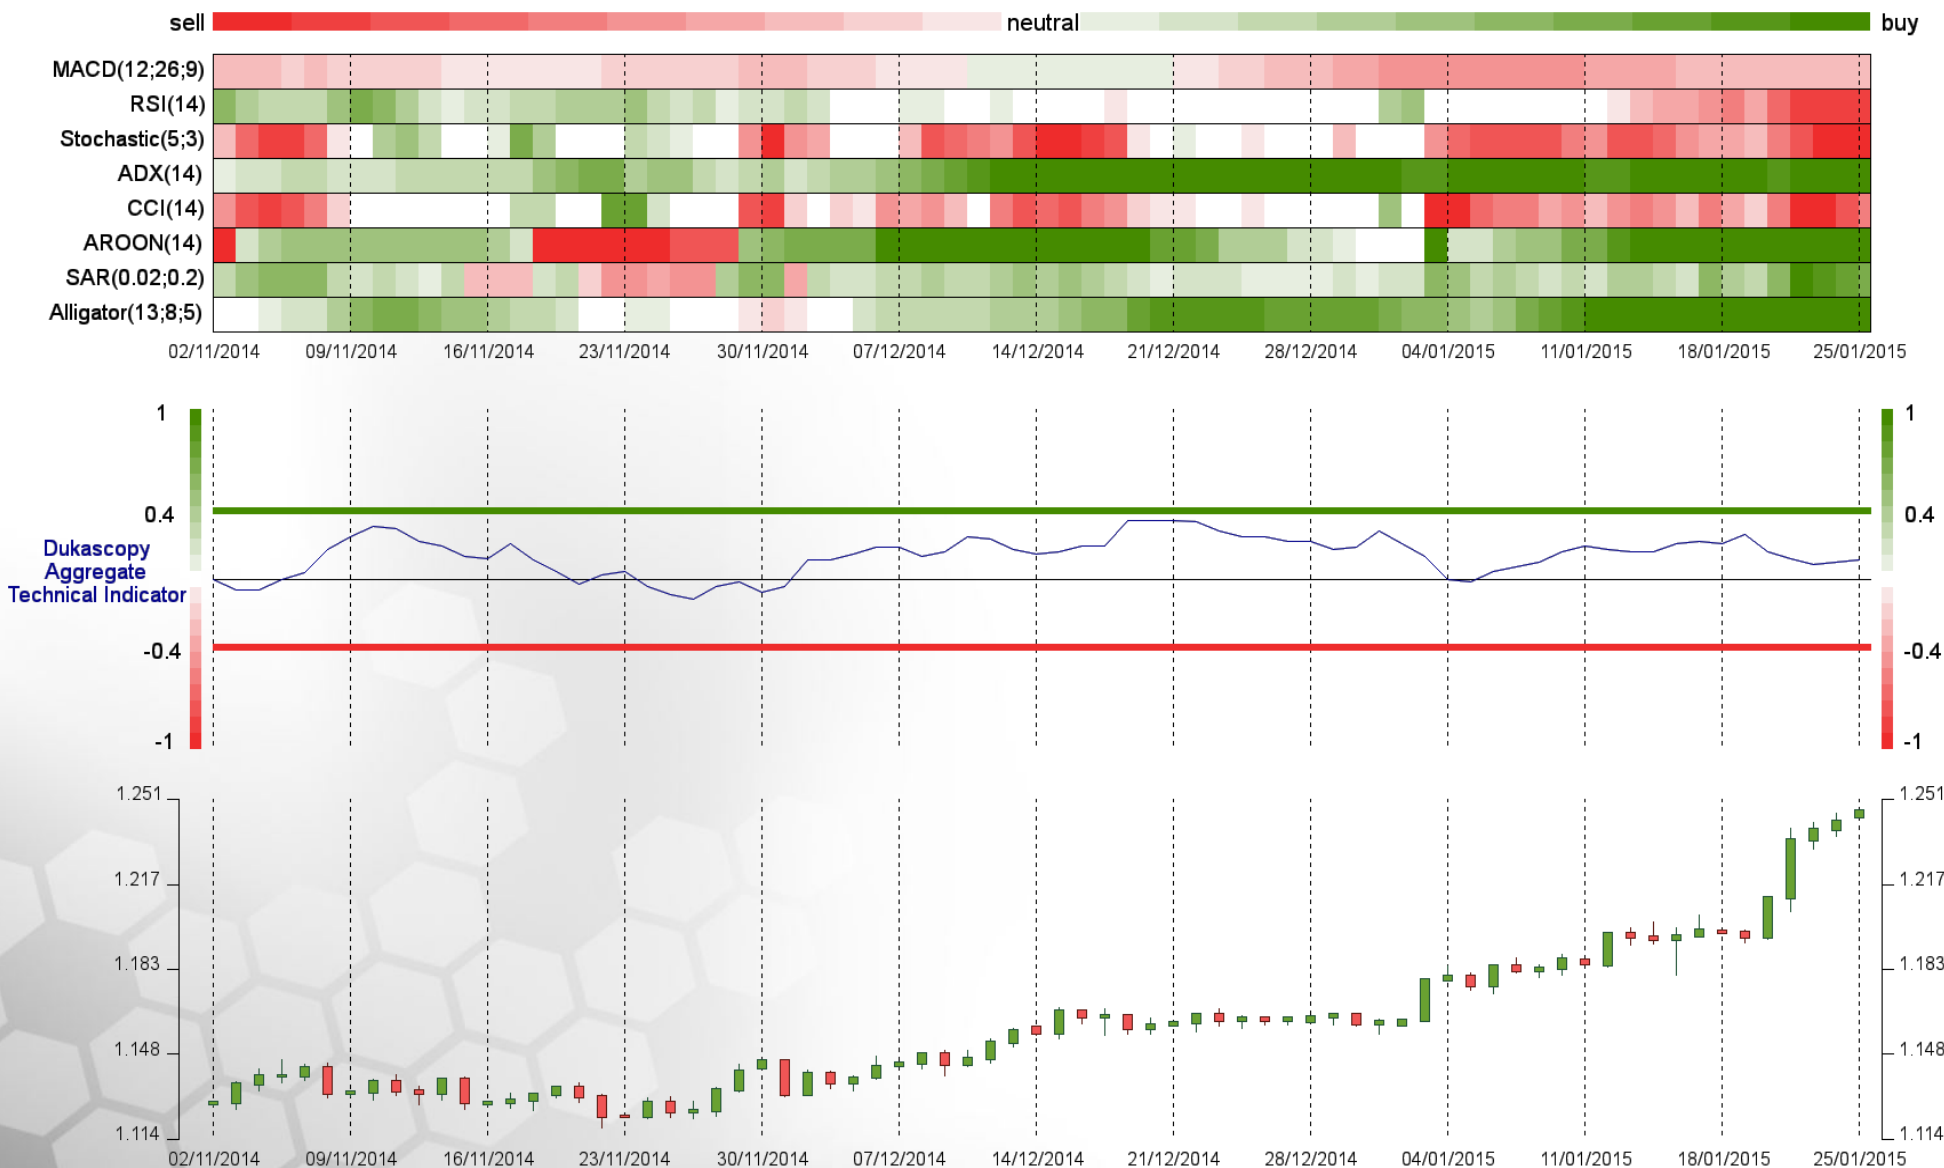 sell neutral buy
MACD(12;26;9)
RSI(14)
Stochastic(5;3)
ADX(14)
CCI(14)
AROON(14)
SAR(0.02;0.2)
Alligator(13;8;5)
02/11/2014 09/11/2014 16/11/2014 23/11/2014 30/11/2014 07/12/2014 14/12/2014 21/12/2014 28/12/2014 04/01/2015 11/01/2015 18/01/2015 25/01/2015
1 1
0.4 0.4
Dukascopy
Aggregate
Technical Indicator
-0.4 -0.4
-1 -1
1.251 1.251
1.217 1.217
1.183 1.183
1.148 1.148
1.114 1.114
02/11/2014 09/11/2014 16/11/2014 23/11/2014 30/11/2014 07/12/2014 14/12/2014 21/12/2014 28/12/2014 04/01/2015 11/01/2015 18/01/2015 25/01/2015